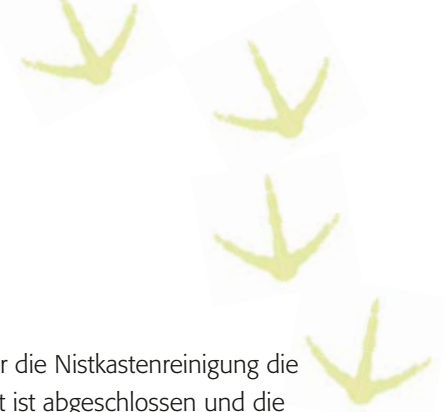 r die Nistkastenreinigung die
t ist abgeschlossen und die